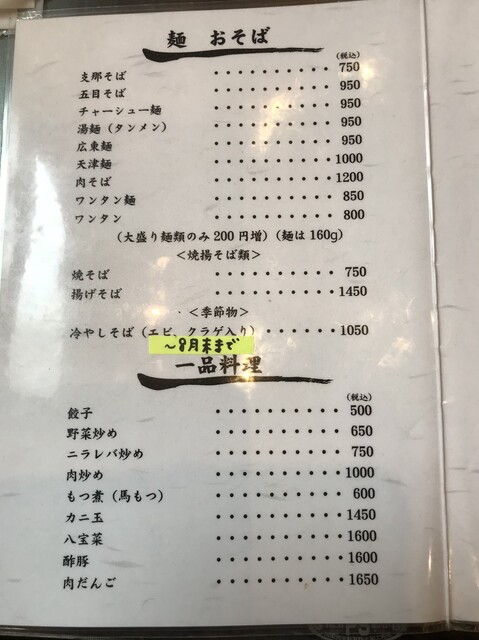 麺　おそば
(税込)
支那そば ・・・・・・・・・・ 750
五目そば ・・・・・・・・・・ 950
チャーシュー麺 ・・・・・・・・・・ 950
湯麺（タンメン） ・・・・・・・・・・ 950
広東麺 ・・・・・・・・・・ 950
天津麺 ・・・・・・・・・・ 1000
肉そば ・・・・・・・・・・ 1200
ワンタン麺 ・・・・・・・・・・ 850
ワンタン ・・・・・・・・・・ 800
（大盛り麺類のみ200円増）（麺は160g）
＜焼揚そば類＞
焼そば ・・・・・・・・・・ 750
揚げそば ・・・・・・・・・・ 1450
＜季節物＞
冷やしそば（エビ、クラゲ入り） ・・・・・・ 1050
～8月末まで
一品料理
(税込)
餃子 ・・・・・・・・・・ 500
野菜炒め ・・・・・・・・・・ 650
ニラレバ炒め ・・・・・・・・・・ 750
肉炒め ・・・・・・・・・・ 1000
もつ煮（馬もつ） ・・・・・・・・・・ 600
カニ玉 ・・・・・・・・・・ 1450
八宝菜 ・・・・・・・・・・ 1600
酢豚 ・・・・・・・・・・ 1600
肉だんご ・・・・・・・・・・ 1650